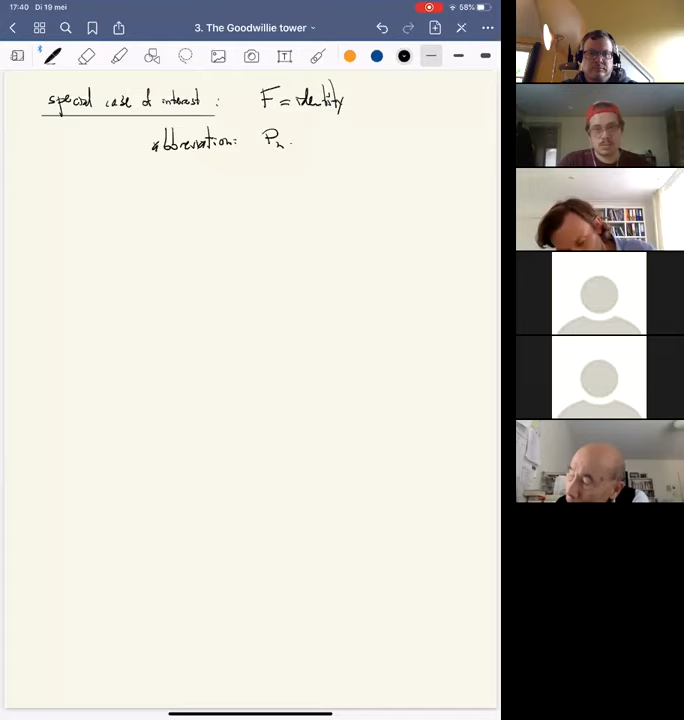 17:40 Di 19 mei
58%
3. The Goodwillie tower
special case of interest : F = identity
abbreviation: Pₙ.